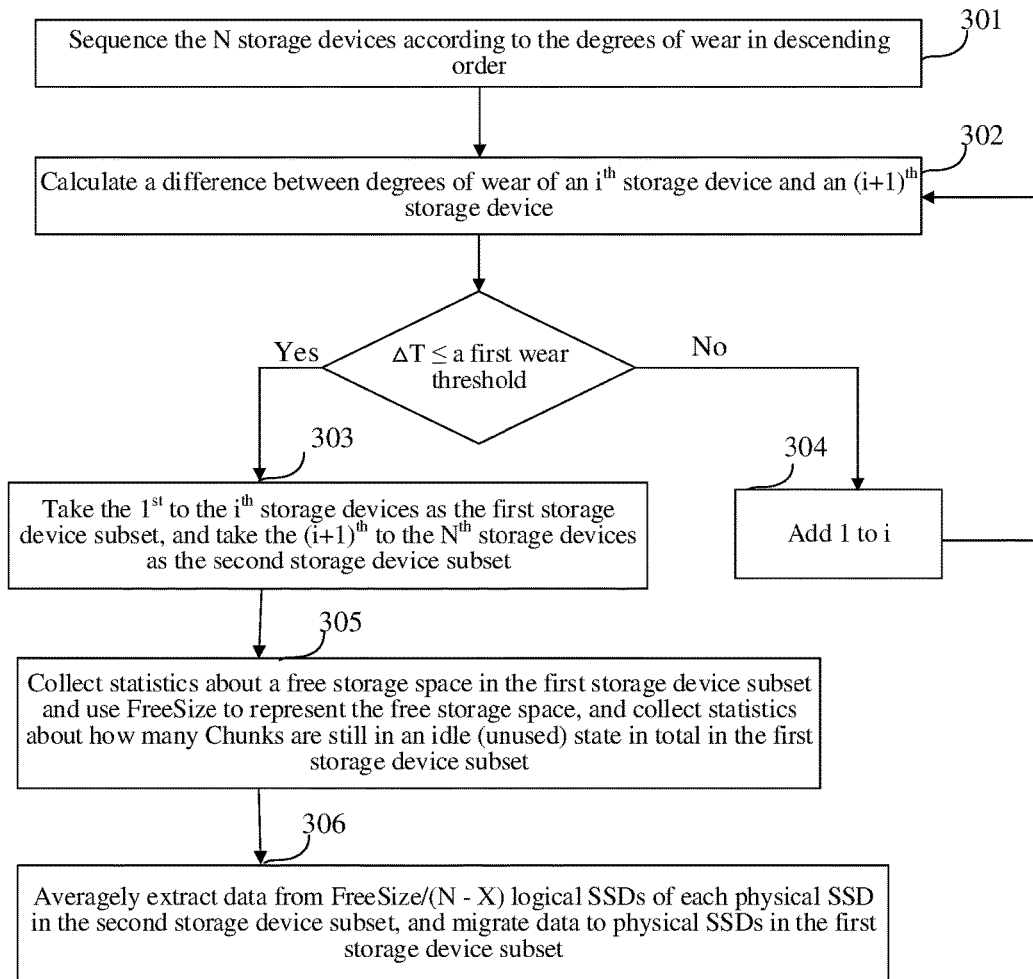 301
Sequence the N storage devices according to the degrees of wear in descending
order
302
Calculate a difference between degrees of wear of an iᵗʰ storage device and an (i+1)ᵗʰ
storage device
Yes
ΔT ≤ a first wear
threshold
No
303
304
Take the 1ˢᵗ to the iᵗʰ storage devices as the first storage
device subset, and take the (i+1)ᵗʰ to the Nᵗʰ storage devices
as the second storage device subset
Add 1 to i
305
Collect statistics about a free storage space in the first storage device subset
and use FreeSize to represent the free storage space, and collect statistics
about how many Chunks are still in an idle (unused) state in total in the first
storage device subset
306
Averagely extract data from FreeSize/(N - X) logical SSDs of each physical SSD
in the second storage device subset, and migrate data to physical SSDs in the first
storage device subset